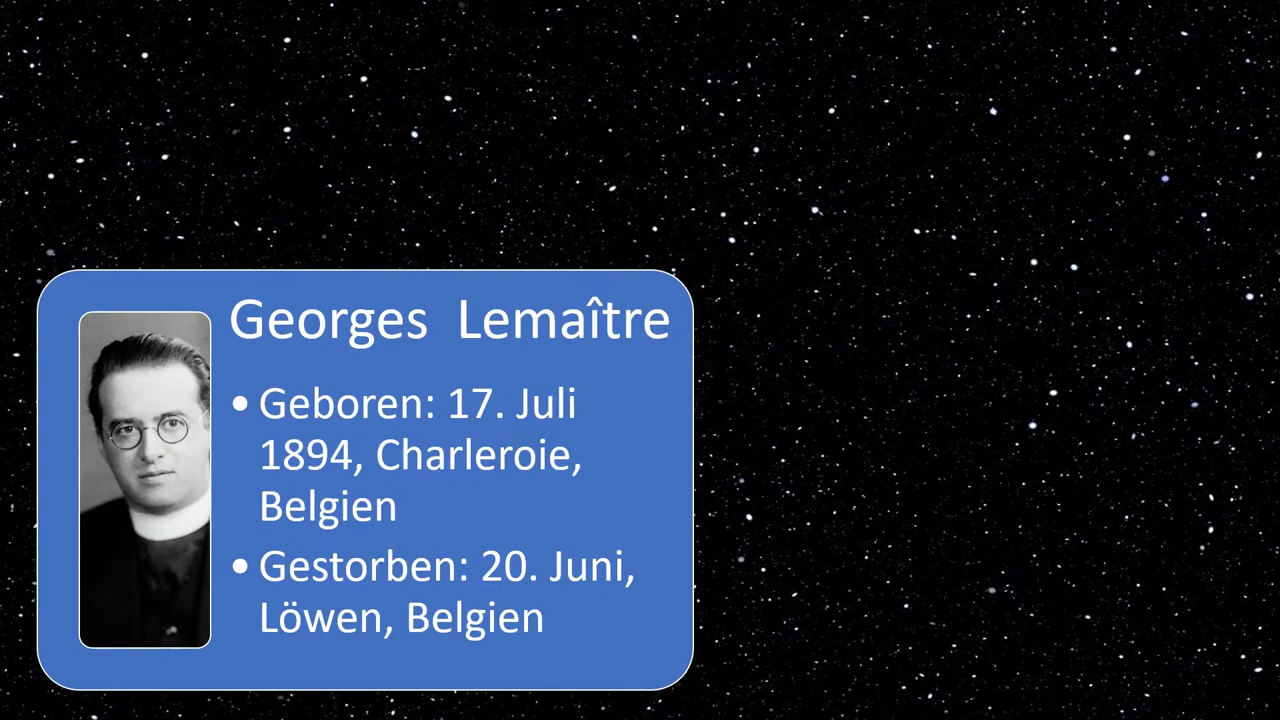 Georges Lemaître
• Geboren: 17. Juli
1894, Charleroie,
Belgien
• Gestorben: 20. Juni,
Löwen, Belgien